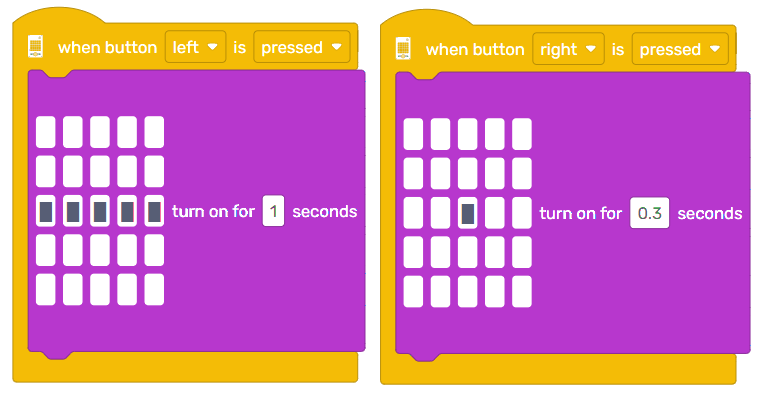 when button left is pressed
turn on for 1 seconds
when button right is pressed
turn on for 0.3 seconds